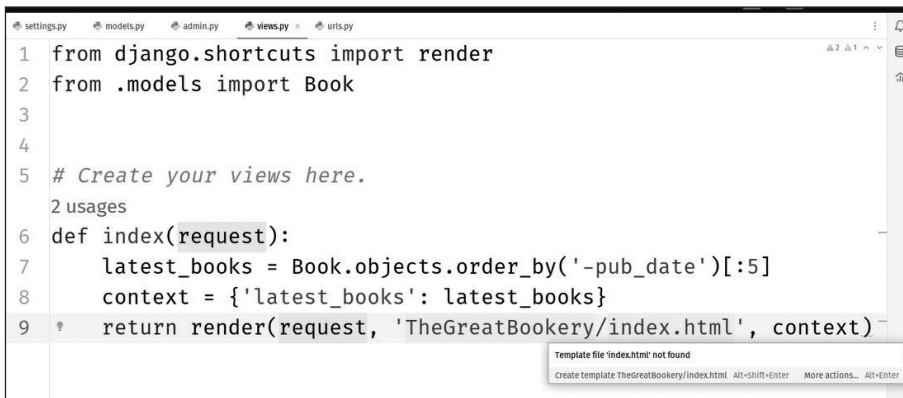 settings.py models.py admin.py views.py × urls.py
2 1
1 from django.shortcuts import render
2 from .models import Book
3
4
5 # Create your views here.
2 usages
6 def index(request):
7 latest_books = Book.objects.order_by('-pub_date')[:5]
8 context = {'latest_books': latest_books}
9 return render(request, 'TheGreatBookery/index.html', context)
Template file 'index.html' not found
Create template TheGreatBookery/index.html Alt+Shift+Enter More actions... Alt+Enter